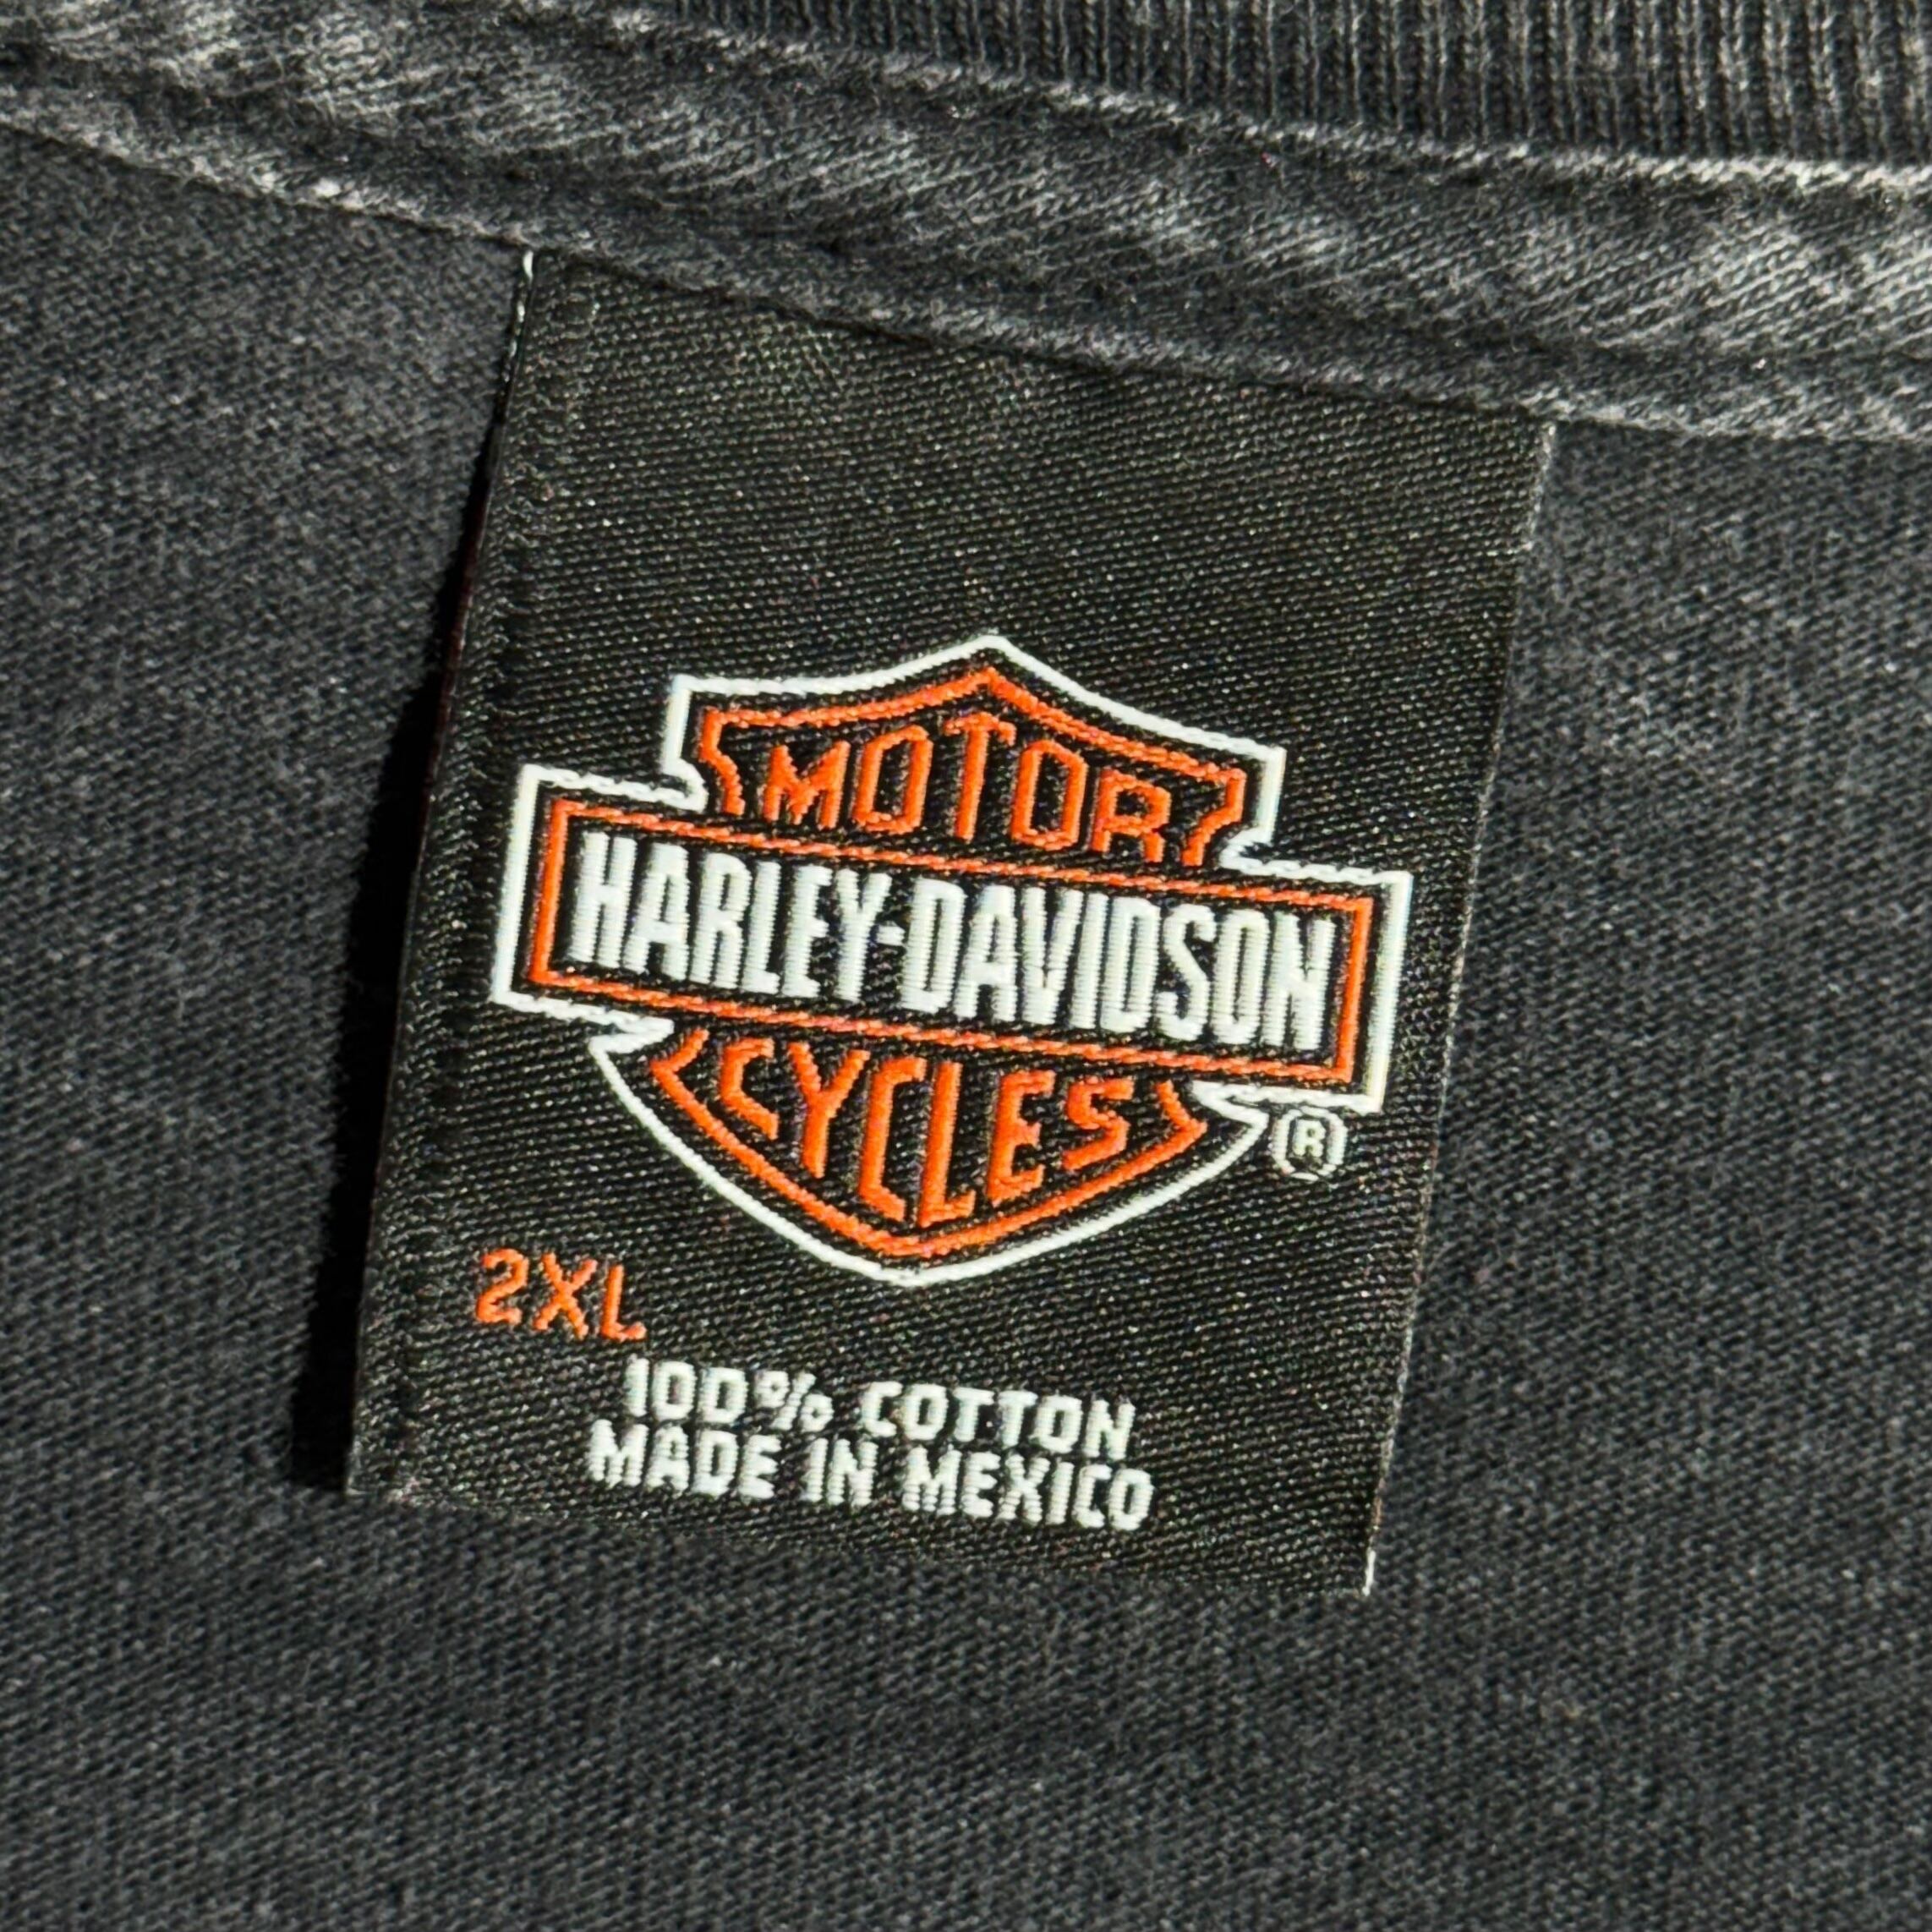 MOTOR
HARLEY-DAVIDSON
CYCLES
®
2XL
100% COTTON
MADE IN MEXICO